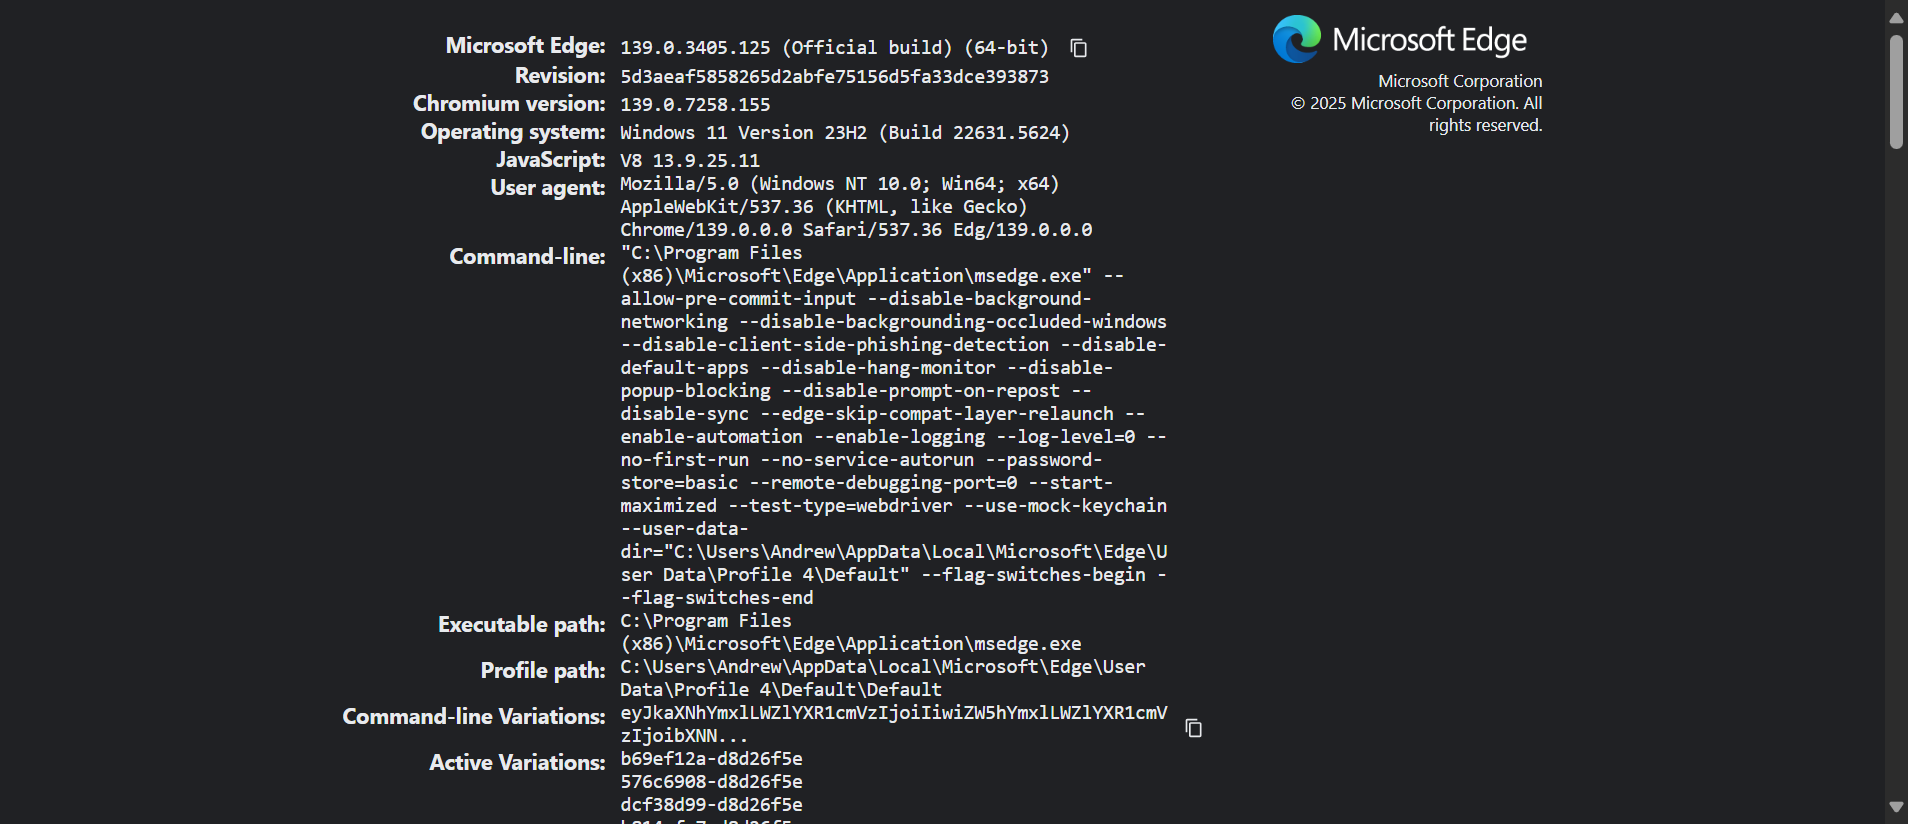 Microsoft Edge: 139.0.3405.125 (Official build) (64-bit)
Revision: 5d3aeaf5858265d2abfe75156d5fa33dce393873
Chromium version: 139.0.7258.155
Operating system: Windows 11 Version 23H2 (Build 22631.5624)
JavaScript: V8 13.9.25.11
User agent: Mozilla/5.0 (Windows NT 10.0; Win64; x64)
AppleWebKit/537.36 (KHTML, like Gecko)
Chrome/139.0.0.0 Safari/537.36 Edg/139.0.0.0
Command-line: "C:\Program Files
(x86)\Microsoft\Edge\Application\msedge.exe" --
allow-pre-commit-input --disable-background-
networking --disable-backgrounding-occluded-windows
--disable-client-side-phishing-detection --disable-
default-apps --disable-hang-monitor --disable-
popup-blocking --disable-prompt-on-repost --
disable-sync --edge-skip-compat-layer-relaunch --
enable-automation --enable-logging --log-level=0 --
no-first-run --no-service-autorun --password-
store=basic --remote-debugging-port=0 --start-
maximized --test-type=webdriver --use-mock-keychain
--user-data-
dir="C:\Users\Andrew\AppData\Local\Microsoft\Edge\U
ser Data\Profile 4\Default" --flag-switches-begin -
-flag-switches-end
Executable path: C:\Program Files
(x86)\Microsoft\Edge\Application\msedge.exe
Profile path: C:\Users\Andrew\AppData\Local\Microsoft\Edge\User
Data\Profile 4\Default\Default
Command-line Variations: eyJkaXNhYmxlLWZlYXR1cmVzIjoiIiwiZW5hYmxlLWZlYXR1cmV
zIjoibXNN...
Active Variations: b69ef12a-d8d26f5e
576c6908-d8d26f5e
dcf38d99-d8d26f5e
Microsoft Edge
Microsoft Corporation
© 2025 Microsoft Corporation. All
rights reserved.